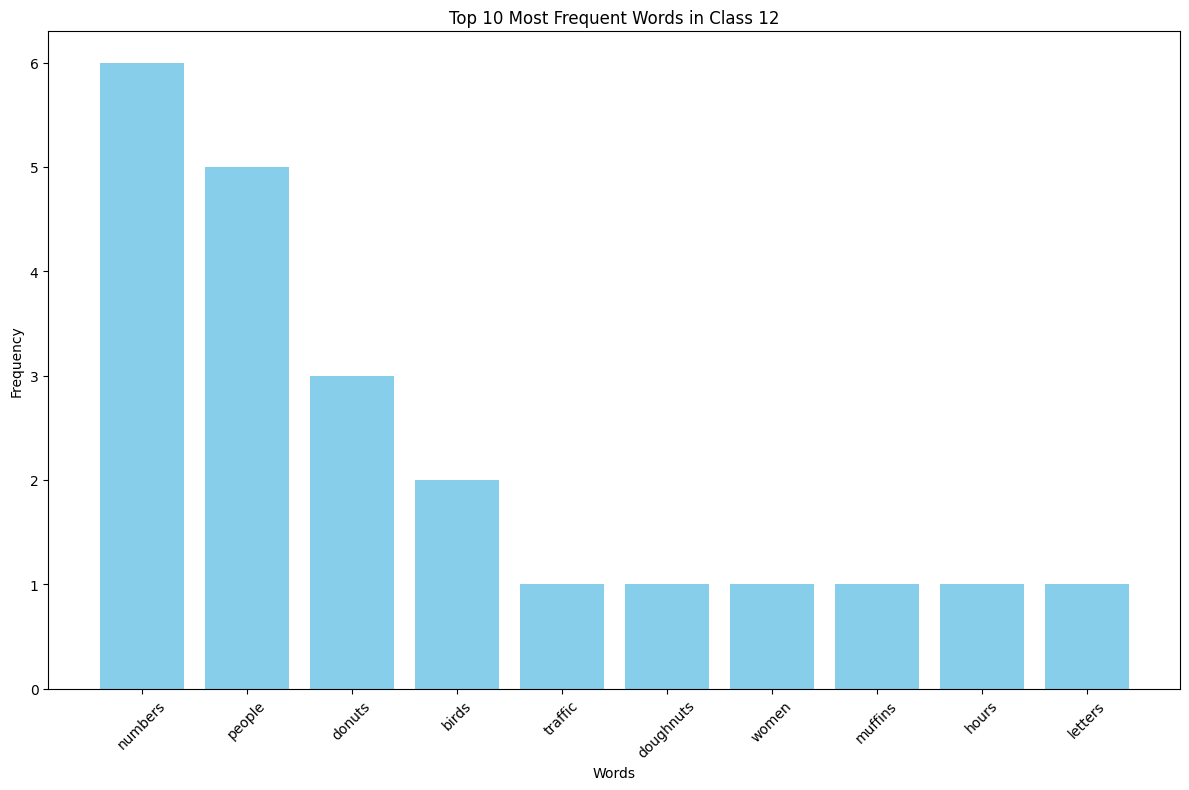 Top 10 Most Frequent Words in Class 12
6
5
4
3
2
1
0
Frequency
numbers
people
donuts
birds
traffic
doughnuts
women
muffins
hours
letters
Words